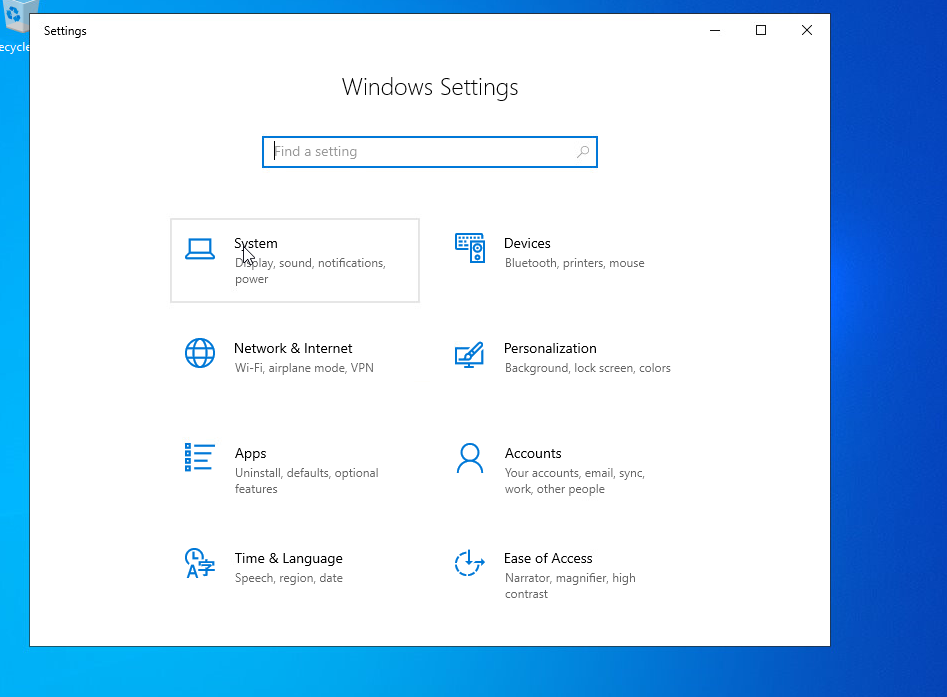 Settings
ecycle
Windows Settings
Find a setting
System
Display, sound, notifications,
power
Devices
Bluetooth, printers, mouse
Network & Internet
Wi-Fi, airplane mode, VPN
Personalization
Background, lock screen, colors
Apps
Uninstall, defaults, optional
features
Accounts
Your accounts, email, sync,
work, other people
Time & Language
Speech, region, date
Ease of Access
Narrator, magnifier, high
contrast